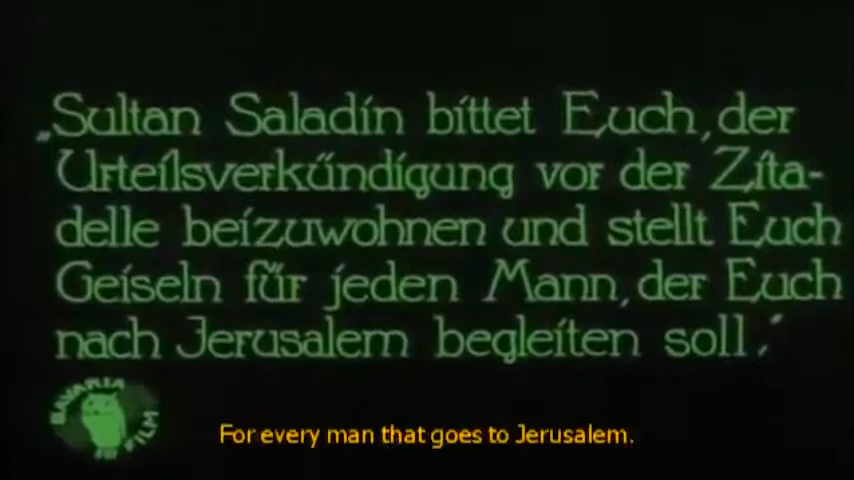 „Sultan Saladin bittet Euch, der
Urteilsverkündigung vor der Zita-
delle beizuwohnen und stellt Euch
Geiseln für jeden Mann, der Euch
nach Jerusalem begleiten soll.“
BAVARIA
FILM
For every man that goes to Jerusalem.